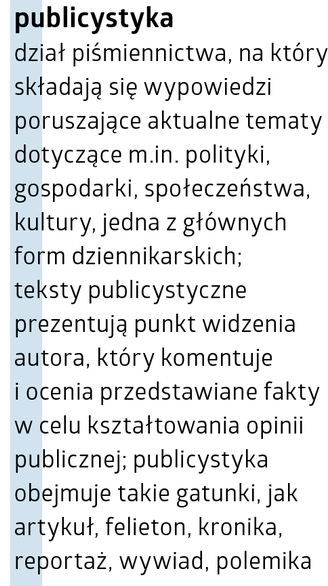 publicystyka
dział piśmiennictwa, na który
składają się wypowiedzi
poruszające aktualne tematy
dotyczące m.in. polityki,
gospodarki, społeczeństwa,
kultury, jedna z głównych
form dziennikarskich;
teksty publicystyczne
prezentują punkt widzenia
autora, który komentuje
i ocenia przedstawiane fakty
w celu kształtowania opinii
publicznej; publicystyka
obejmuje takie gatunki, jak
artykuł, felieton, kronika,
reportaż, wywiad, polemika